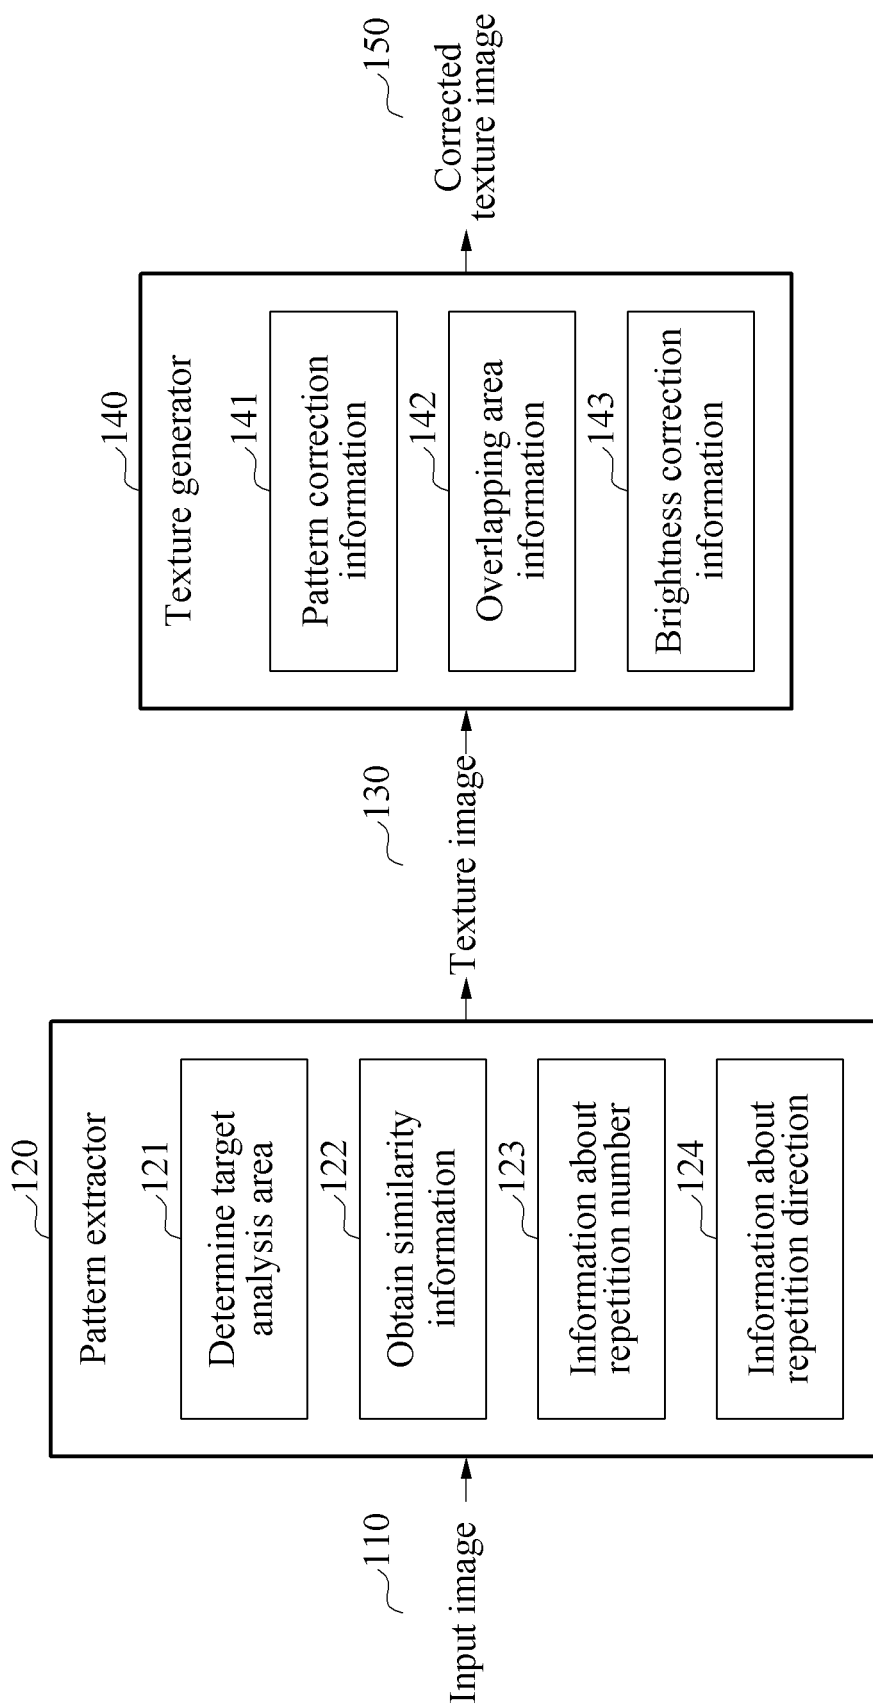 110
Input image
120
Pattern extractor
121
Determine target
analysis area
122
Obtain similarity
information
123
Information about
repetition number
124
Information about
repetition direction
130
Texture image
140
Texture generator
141
Pattern correction
information
142
Overlapping area
information
143
Brightness correction
information
150
Corrected
texture image